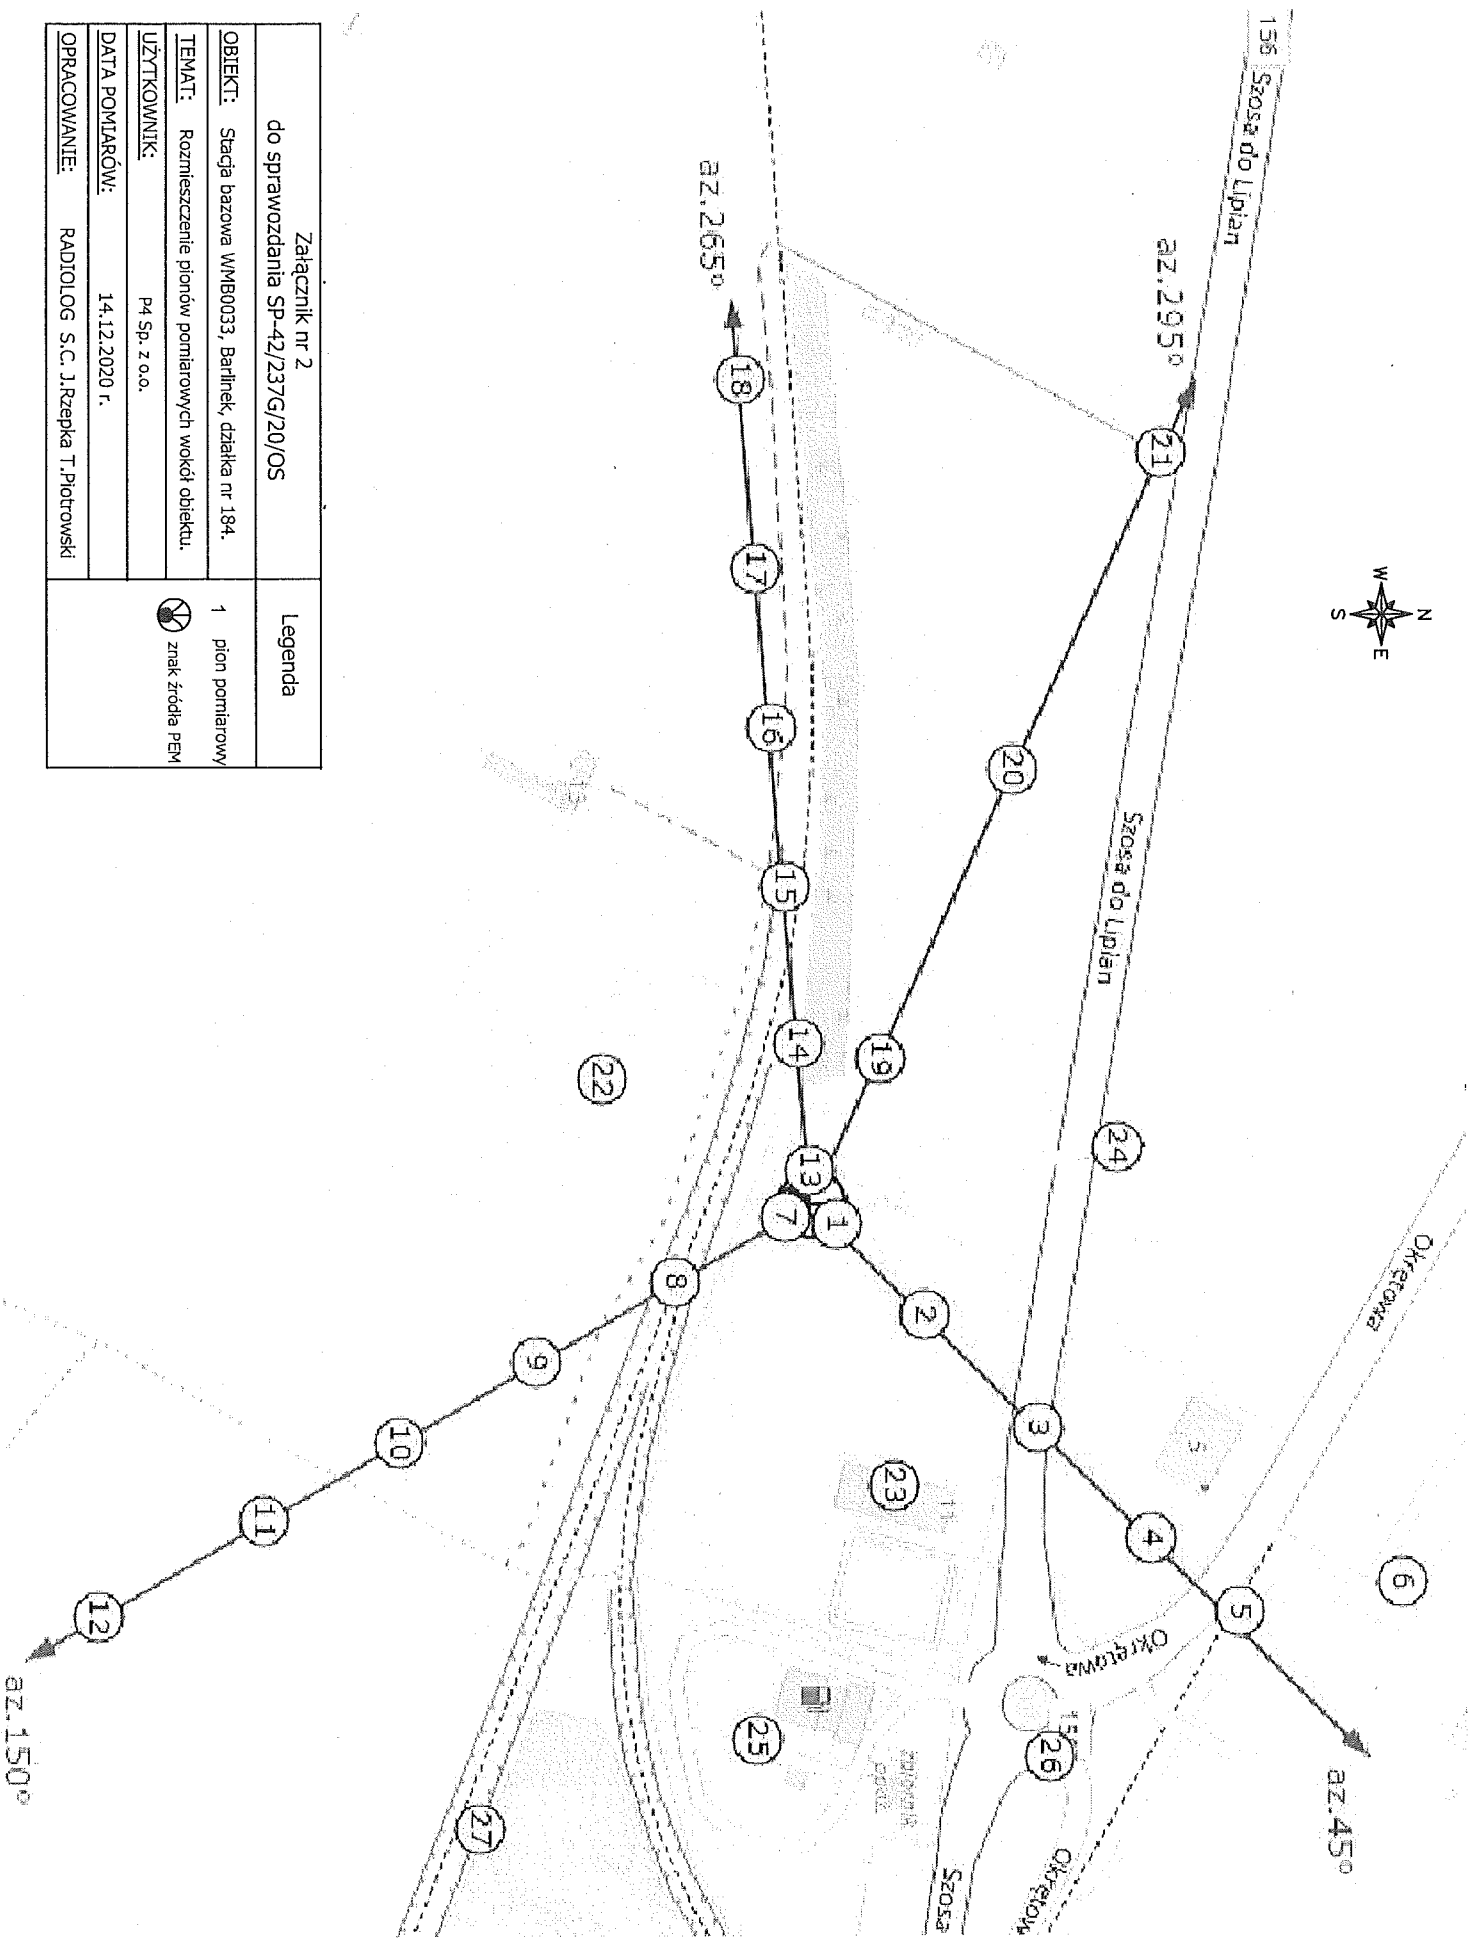 156
Szosa do Lipian
az.295°
az.265°
21
18
17
20
16
15
14
19
13
1
7
22
24
Szosa do Lipian
W
N
S
E
Okrętowa
8
2
9
10
3
23
11
4
5
6
12
Okrętowa
25
26
27
az.150°
az.45°
Szosa
5
11
15
Załącznik nr 2
do sprawozdania SP-42/237G/20/OS
OBIEKT: Stacja bazowa WMB0033, Barlinek, działka nr 184.
TEMAT: Rozmieszczenie pionów pomiarowych wokół obiektu.
UŻYTKOWNIK: P4 Sp. z o.o.
DATA POMIARÓW: 14.12.2020 r.
OPRACOWANIE: RADIOLOG S.C. J.Rzepka T.Piotrowski
Legenda
1 pion pomiarowy
znak źródła PEM